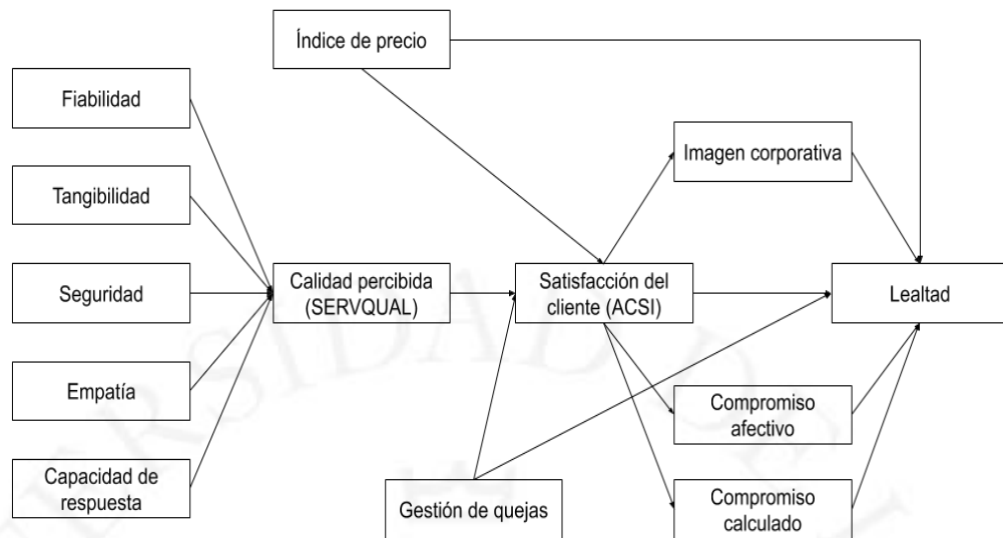 Índice de precio
Fiabilidad
Imagen corporativa
Tangibilidad
Seguridad
Calidad percibida
(SERVQUAL)
Satisfacción del
cliente (ACSI)
Lealtad
Empatía
Compromiso
afectivo
Capacidad de
respuesta
Gestión de quejas
Compromiso
calculado